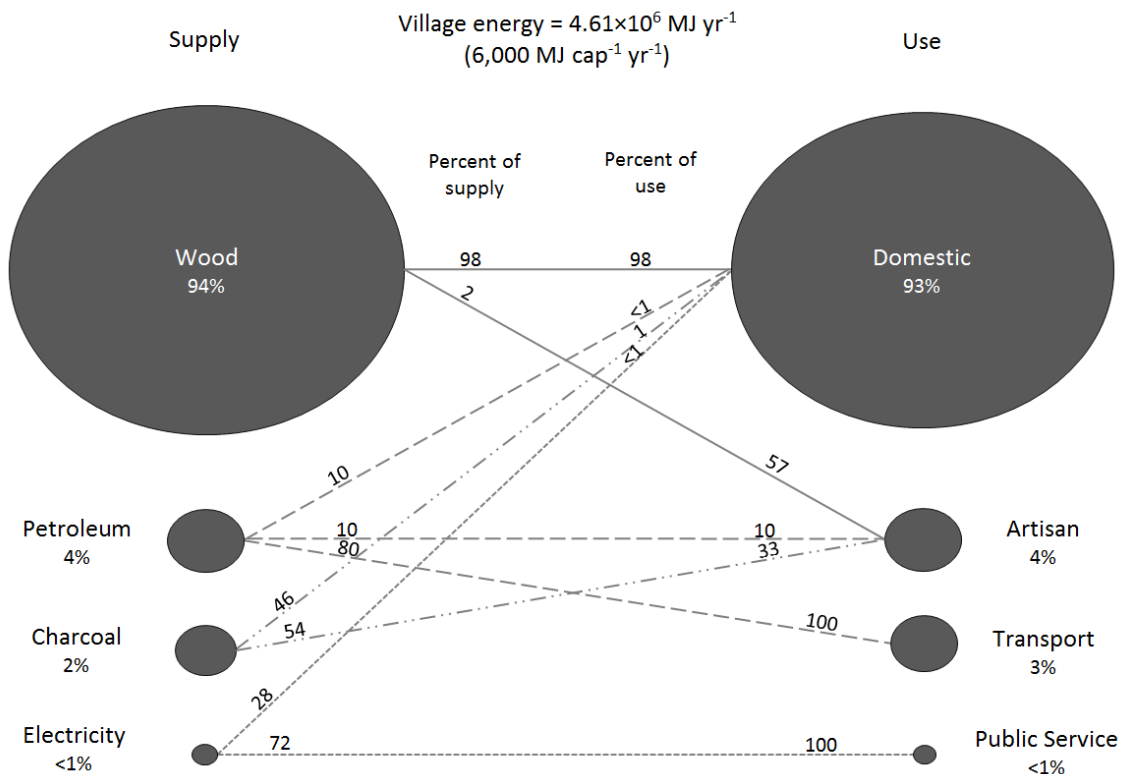 Village energy = 4.61×10⁶ MJ yr⁻¹
(6,000 MJ cap⁻¹ yr⁻¹)
Supply
Use
Percent of
supply
Percent of
use
Wood
94%
98
98
Domestic
93%
2
<1
1
<1
10
57
Petroleum
4%
10
80
10
33
Artisan
4%
46
54
Charcoal
2%
100
Transport
3%
28
Electricity
<1%
72
100
Public Service
<1%